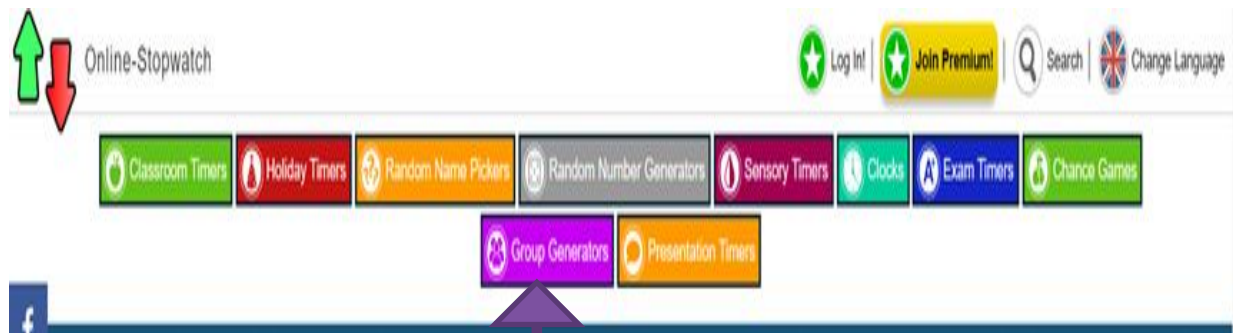 Online-Stopwatch Log In! Join Premium! Search Change Language
Classroom Timers Holiday Timers Random Name Pickers Random Number Generators Sensory Timers Clocks Exam Timers Chance Games
Group Generators Presentation Timers
f